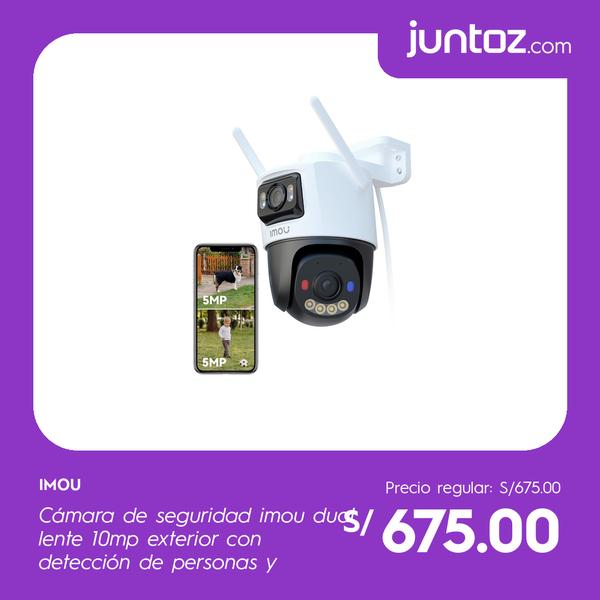 juntoz.com
imou
5MP
5MP
IMOU
Precio regular: S/675.00
Cámara de seguridad imou dual
lente 10mp exterior con
detección de personas y
S/ 675.00